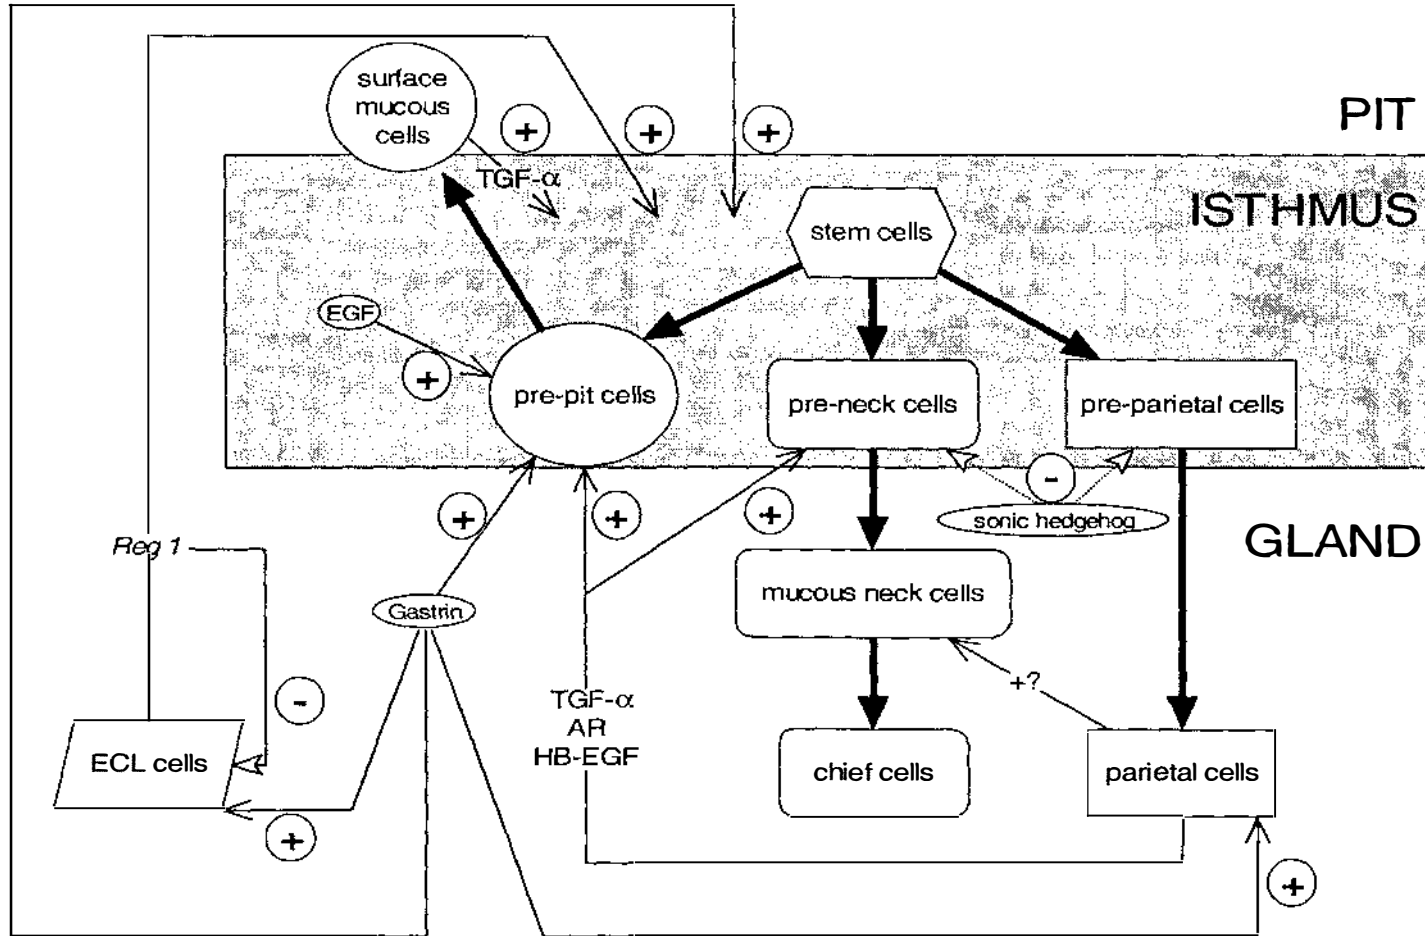 surface
mucous
cells
+
+
+
PIT
TGF-α
ISTHMUS
stem cells
EGF
+
pre-pit cells
pre-neck cells
pre-parietal cells
+
+
+
-
sonic hedgehog
GLAND
Reg 1
Gastrin
mucous neck cells
+?
-
TGF-α
AR
HB-EGF
ECL cells
chief cells
parietal cells
+
+